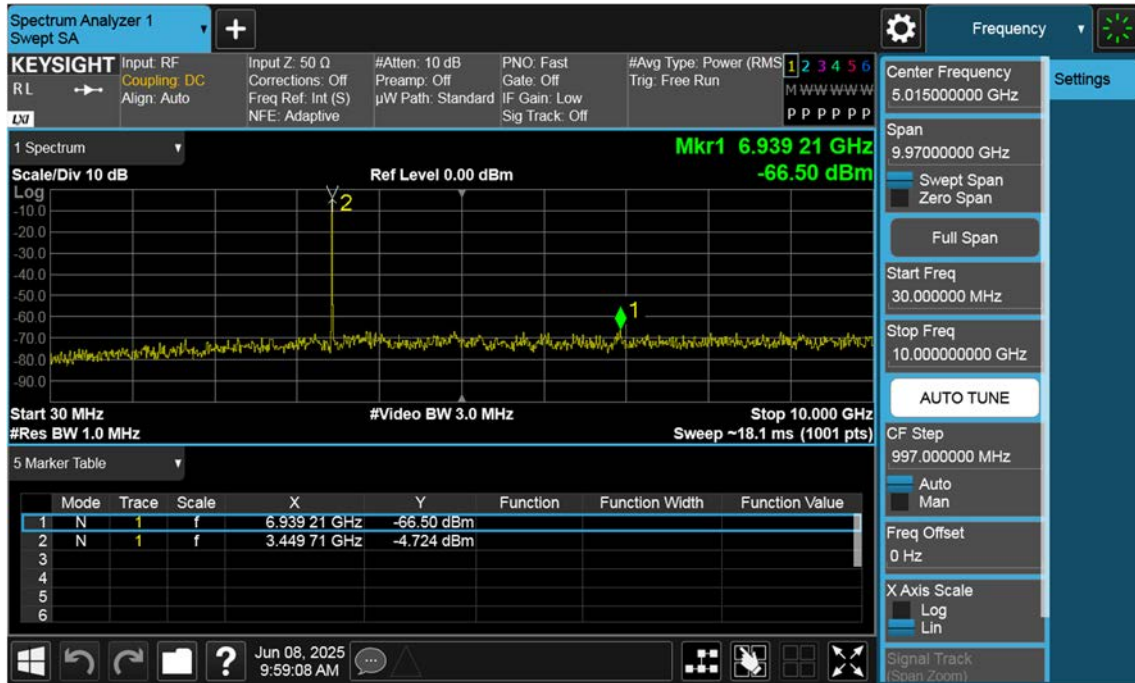 Spectrum Analyzer 1
Swept SA
Frequency
KEYSIGHT
RL
LXI
Input: RF
Coupling: DC
Align: Auto
Input Z: 50 Ω
Corrections: Off
Freq Ref: Int (S)
NFE: Adaptive
#Atten: 10 dB
Preamp: Off
µW Path: Standard
PNO: Fast
Gate: Off
IF Gain: Low
Sig Track: Off
#Avg Type: Power (RMS
Trig: Free Run
1 2 3 4 5 6
M W W W W W
P P P P P P
1 Spectrum
Mkr1 6.939 21 GHz
-66.50 dBm
Scale/Div 10 dB
Ref Level 0.00 dBm
Log
-10.0
-20.0
-30.0
-40.0
-50.0
-60.0
-70.0
-80.0
-90.0
2
1
Start 30 MHz
#Video BW 3.0 MHz
Stop 10.000 GHz
#Res BW 1.0 MHz
Sweep ~18.1 ms (1001 pts)
5 Marker Table
Mode Trace Scale X Y Function Function Width Function Value
1 N 1 f 6.939 21 GHz -66.50 dBm
2 N 1 f 3.449 71 GHz -4.724 dBm
3
4
5
6
Jun 08, 2025
9:59:08 AM
Settings
Center Frequency
5.015000000 GHz
Span
9.97000000 GHz
Swept Span
Zero Span
Full Span
Start Freq
30.000000 MHz
Stop Freq
10.000000000 GHz
AUTO TUNE
CF Step
997.000000 MHz
Auto
Man
Freq Offset
0 Hz
X Axis Scale
Log
Lin
Signal Track
(Span Zoom)